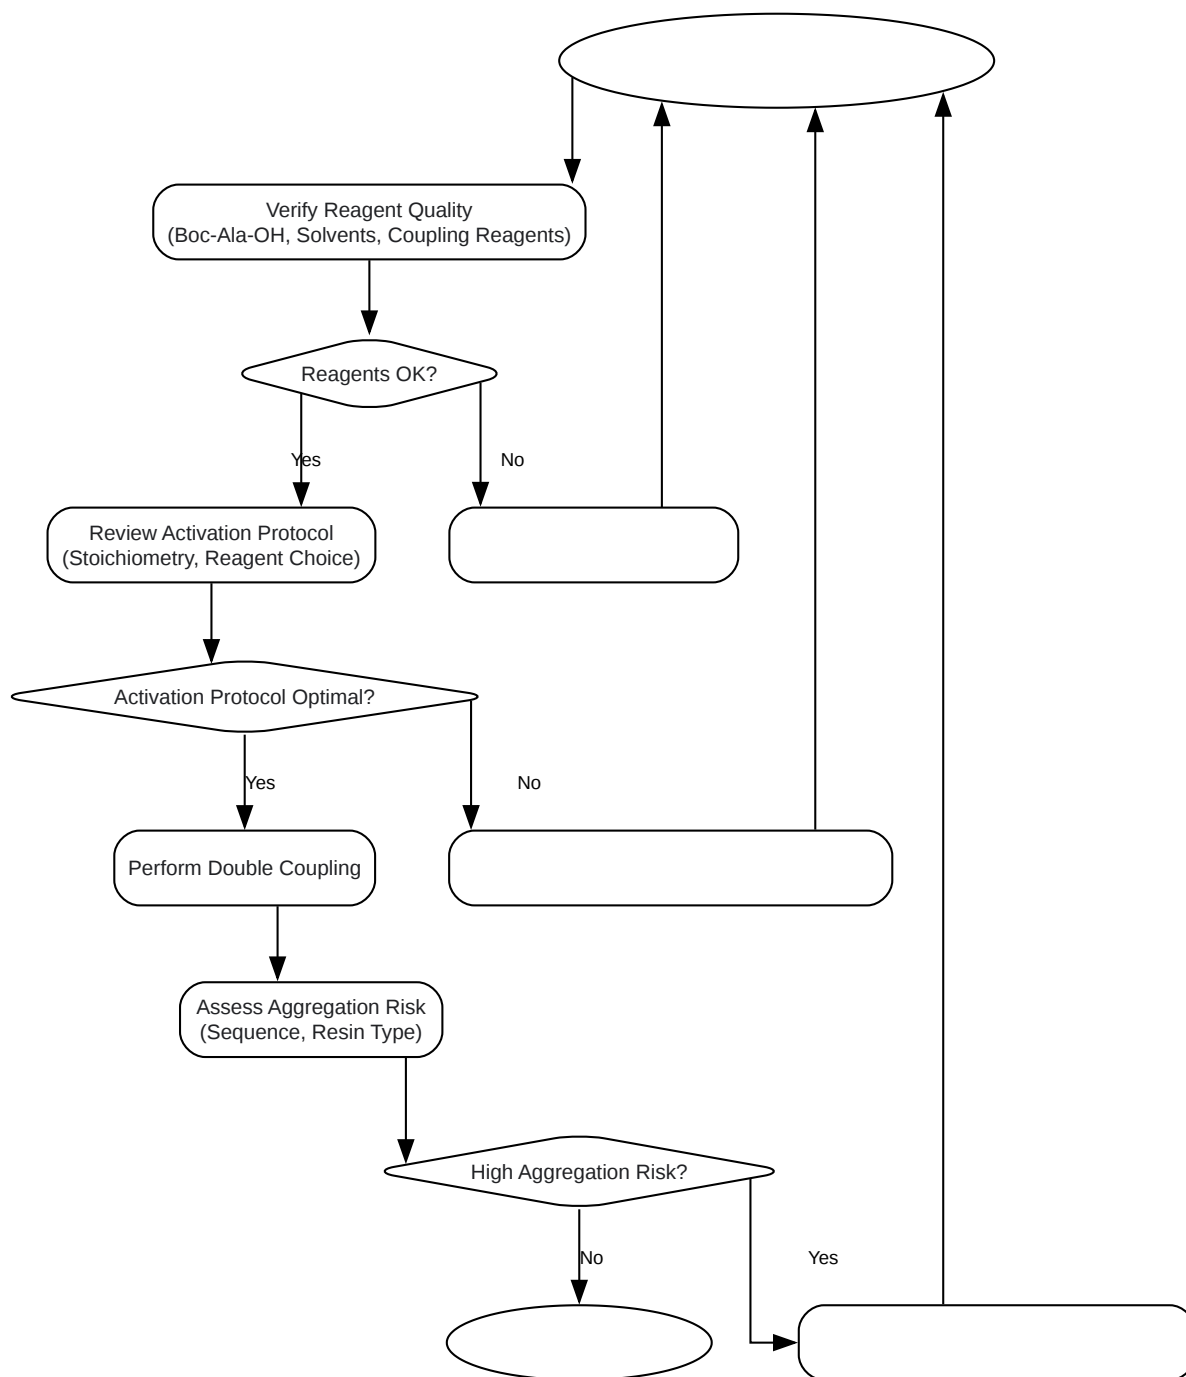 Verify Reagent Quality
(Boc-Ala-OH, Solvents, Coupling Reagents)
Reagents OK?
Yes
No
Review Activation Protocol
(Stoichiometry, Reagent Choice)
Activation Protocol Optimal?
Yes
No
Perform Double Coupling
Assess Aggregation Risk
(Sequence, Resin Type)
High Aggregation Risk?
No
Yes